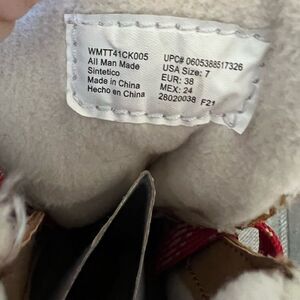 WMTT41CK005
All Man Made
Sintetico
Made in China
Hecho en China
UPC# 0605388517326
USA Size: 7
EUR: 38
MEX: 24
28020038 F21